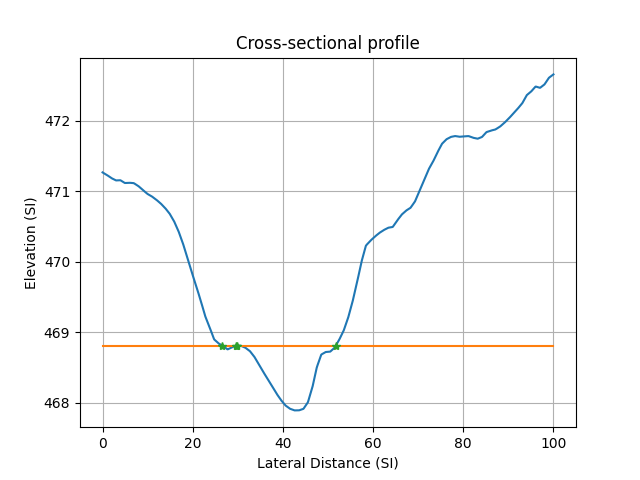 Cross-sectional profile
472
471
470
469
468
Elevation (SI)
0 20 40 60 80 100
Lateral Distance (SI)